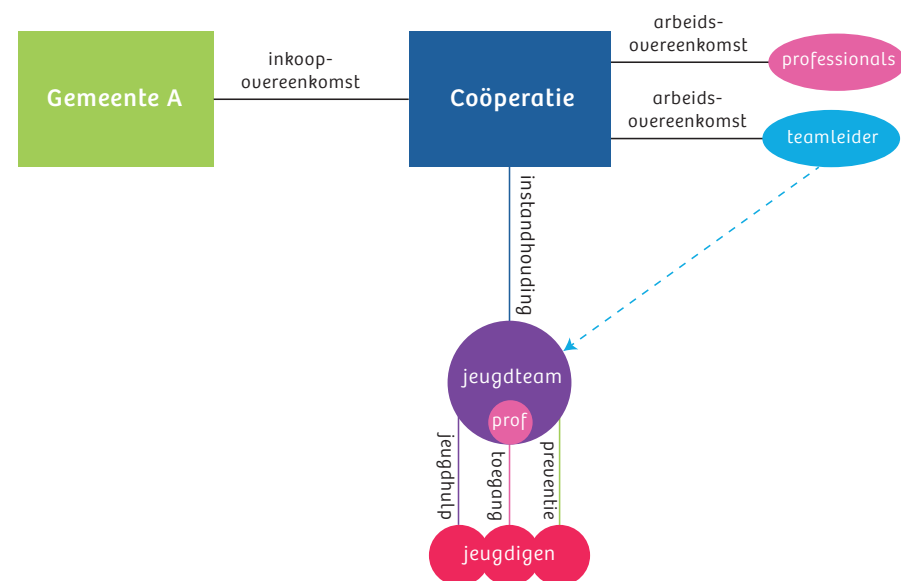 Gemeente A
inkoop-
overeenkomst
Coöperatie
arbeids-
overeenkomst
professionals
arbeids-
overeenkomst
teamleider
instandhouding
jeugdteam
prof
jeugdhulp
toegang
preventie
jeugdigen